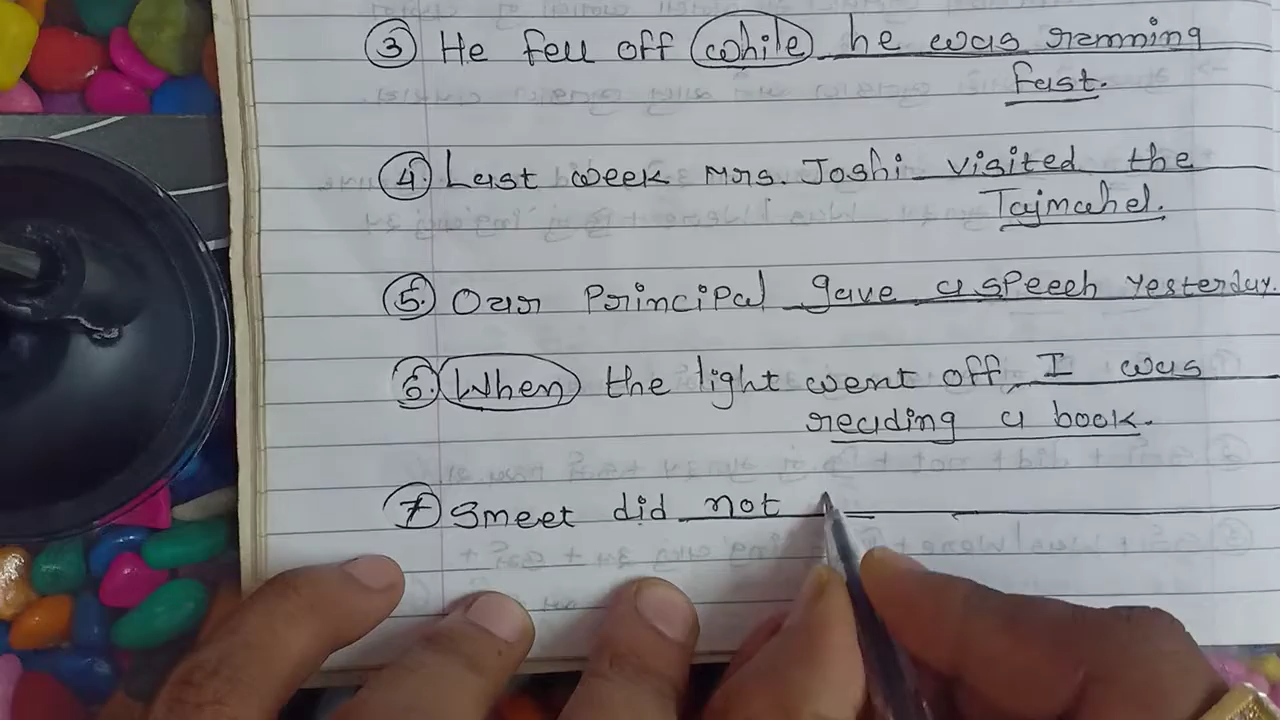 ③ He fell off while he was running
fast.
④ Last week Mrs. Joshi visited the
Tajmahel.
⑤ Our Principal gave a speech yesterday.
⑥ When the light went off, I was
reading a book.
⑦ Smeet did not